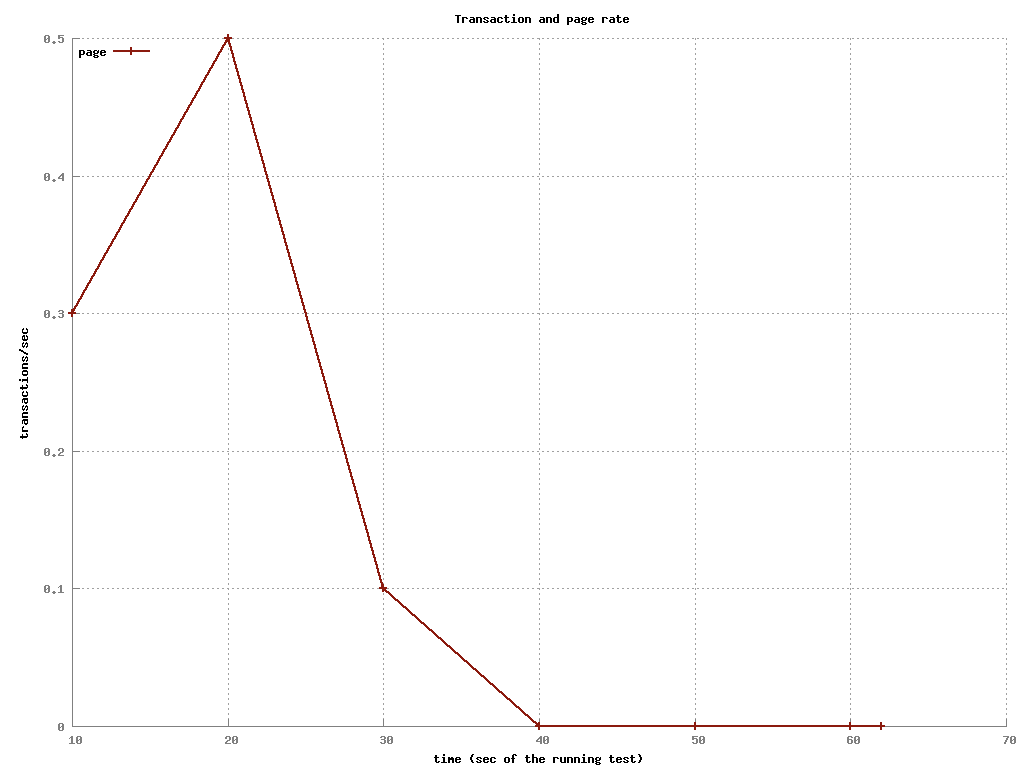 Transaction and page rate
page
0.5
0.4
0.3
0.2
0.1
0
transactions/sec
10 20 30 40 50 60 70
time (sec of the running test)